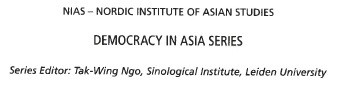 NIAS – NORDIC INSTITUTE OF ASIAN STUDIES
DEMOCRACY IN ASIA SERIES
Series Editor: Tak-Wing Ngo, Sinological Institute, Leiden University